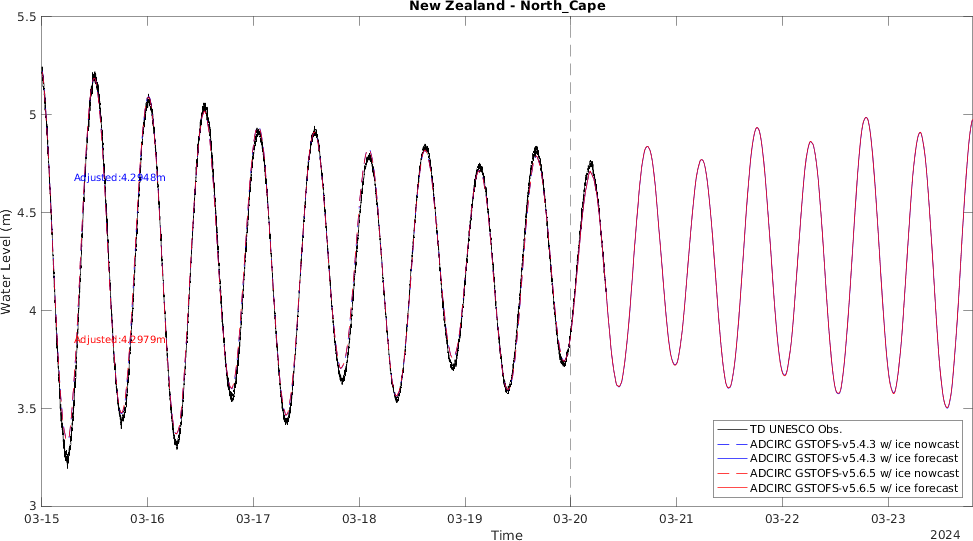 New Zealand - North_Cape
Water Level (m)
5.5
5
4.5
4
3.5
3
Adjusted:4.2948m
Adjusted:4.2979m
TD UNESCO Obs.
ADCIRC GSTOFS-v5.4.3 w/ ice nowcast
ADCIRC GSTOFS-v5.4.3 w/ ice forecast
ADCIRC GSTOFS-v5.6.5 w/ ice nowcast
ADCIRC GSTOFS-v5.6.5 w/ ice forecast
03-15 03-16 03-17 03-18 03-19 03-20 03-21 03-22 03-23
Time
2024